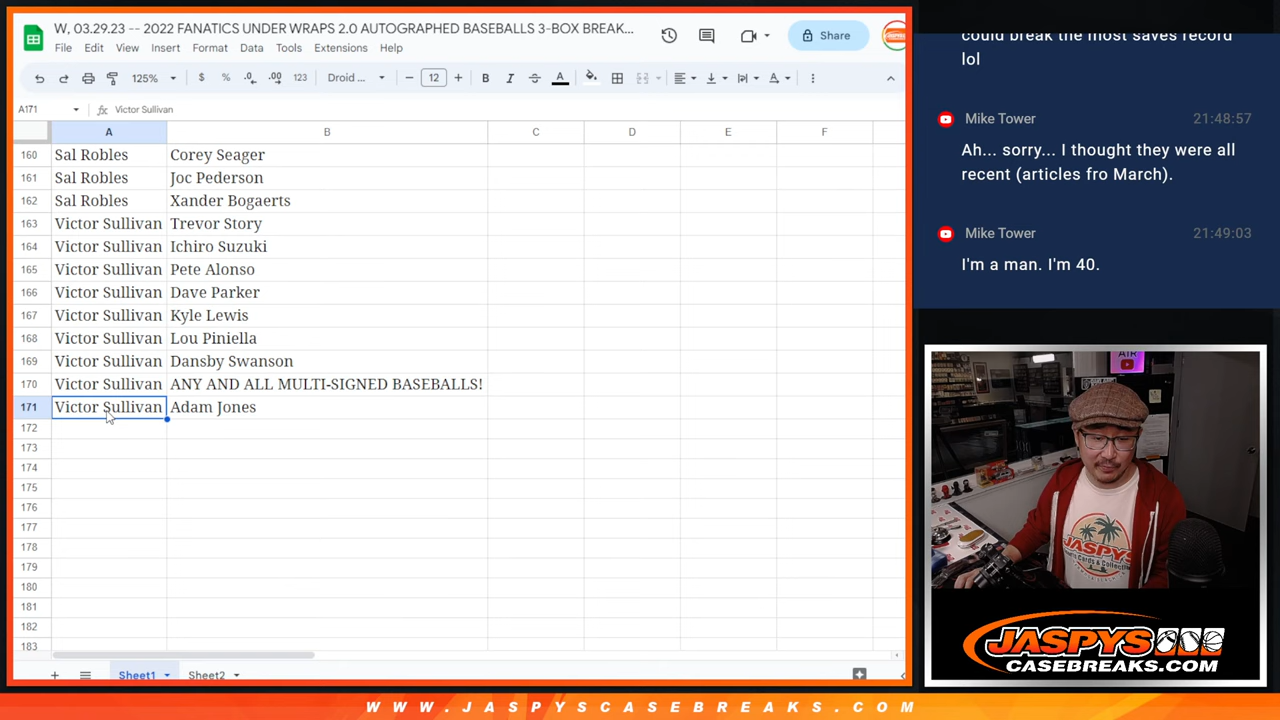 W, 03.29.23 -- 2022 FANATICS UNDER WRAPS 2.0 AUTOGRAPHED BASEBALLS 3-BOX BREAK...
File Edit View Insert Format Data Tools Extensions Help
Share
125% $ % .0 .00 123 Droid ... 12 B I A
A171 fx Victor Sullivan
A B C D E F
160 Sal Robles Corey Seager
161 Sal Robles Joc Pederson
162 Sal Robles Xander Bogaerts
163 Victor Sullivan Trevor Story
164 Victor Sullivan Ichiro Suzuki
165 Victor Sullivan Pete Alonso
166 Victor Sullivan Dave Parker
167 Victor Sullivan Kyle Lewis
168 Victor Sullivan Lou Piniella
169 Victor Sullivan Dansby Swanson
170 Victor Sullivan ANY AND ALL MULTI-SIGNED BASEBALLS!
171 Victor Sullivan Adam Jones
172
173
174
175
176
177
178
179
180
181
182
183
Sheet1 Sheet2
could break the most saves record
lol
Mike Tower 21:48:57
Ah... sorry... I thought they were all
recent (articles fro March).
Mike Tower 21:49:03
I'm a man. I'm 40.
AIR
JASPYS
JASPYS
CASEBREAKS.COM
WWW.JASPYSCASEBREAKS.COM